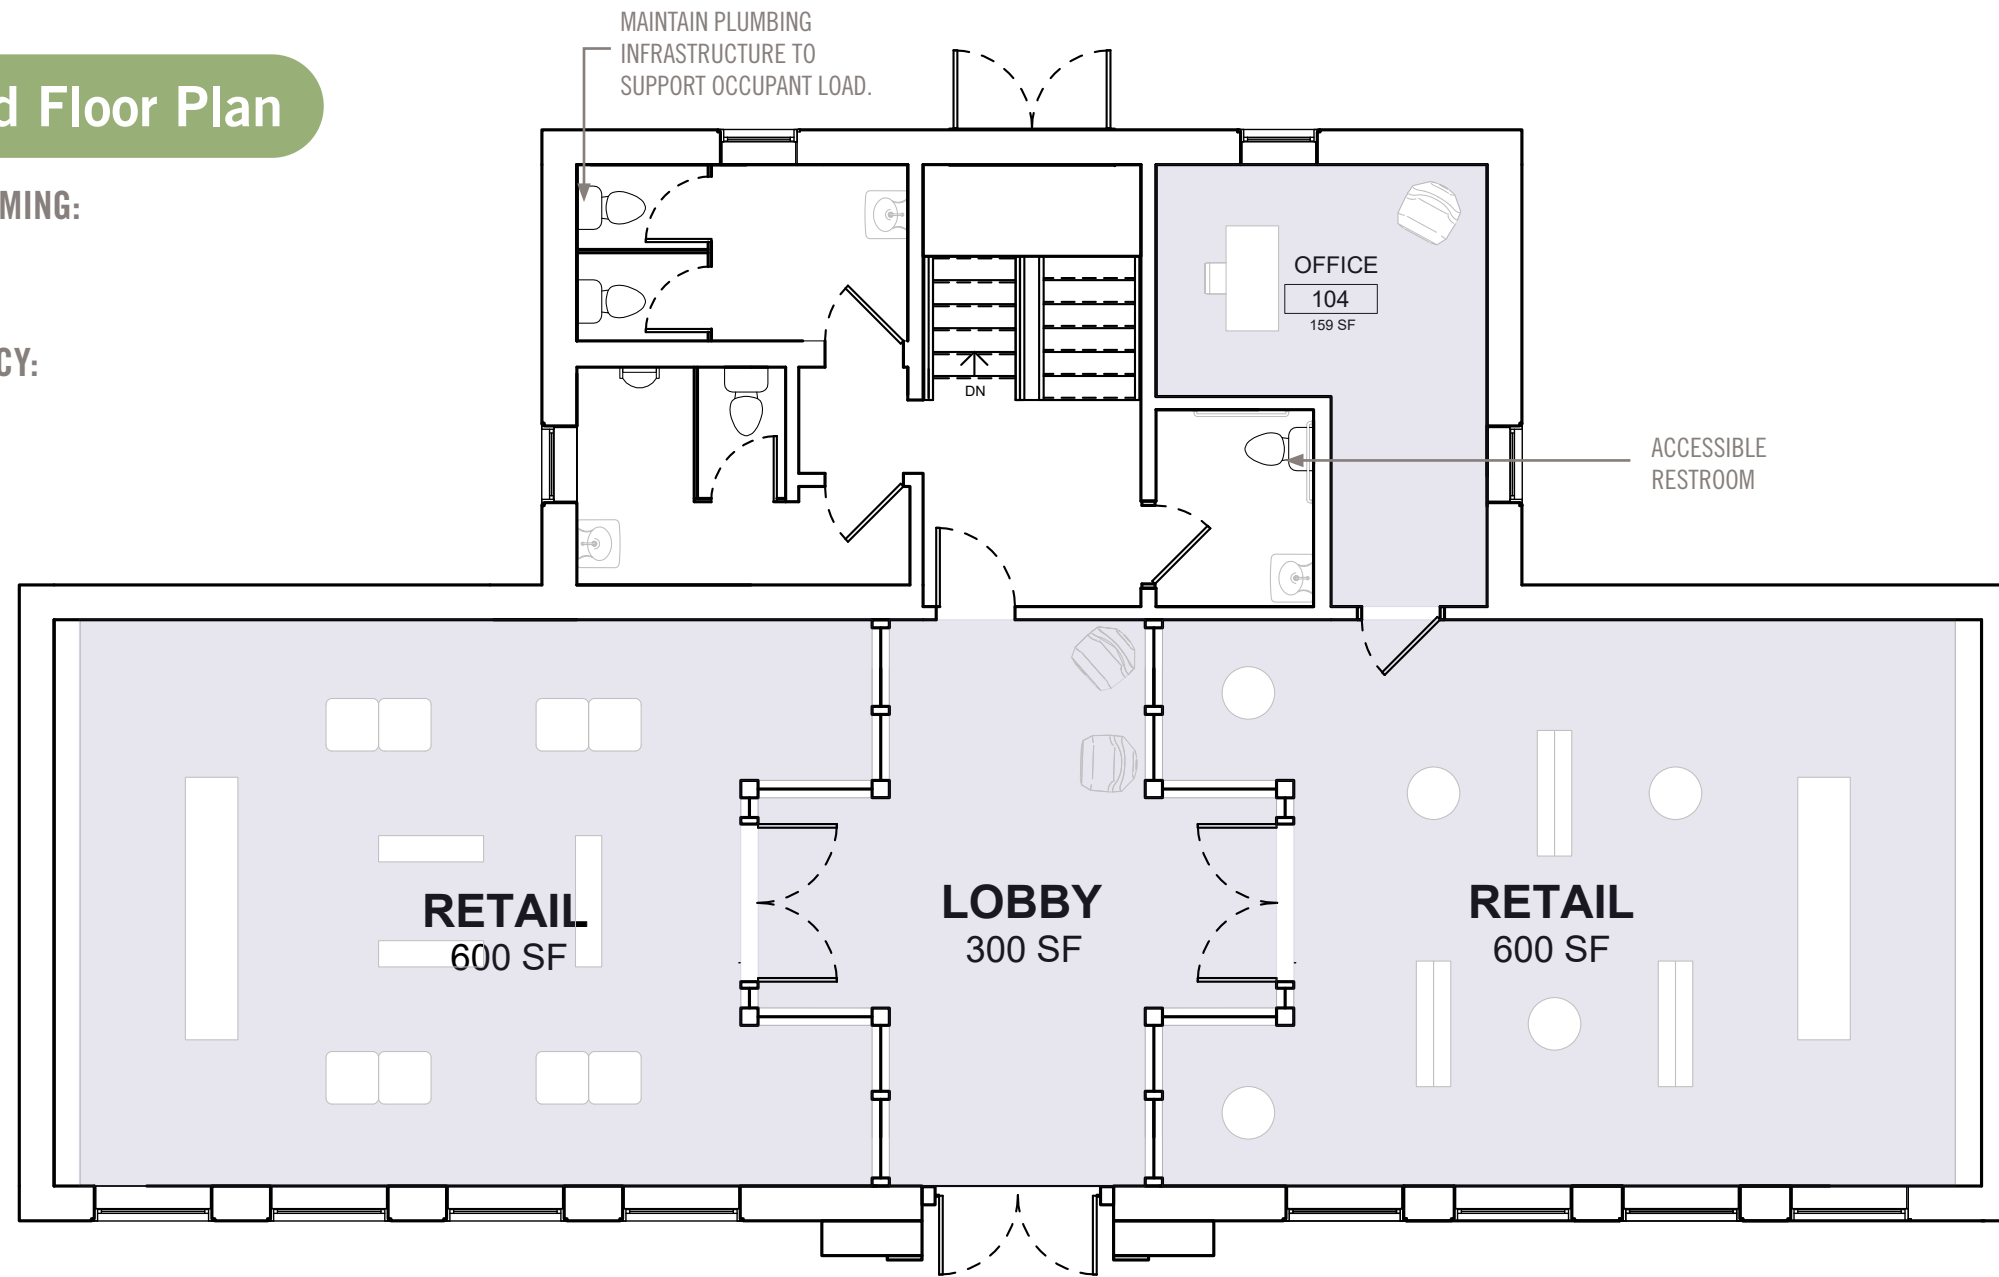 MAINTAIN PLUMBING
INFRASTRUCTURE TO
SUPPORT OCCUPANT LOAD.
d Floor Plan
MING:
CY:
OFFICE
104
159 SF
DN
ACCESSIBLE
RESTROOM
RETAIL
600 SF
LOBBY
300 SF
RETAIL
600 SF